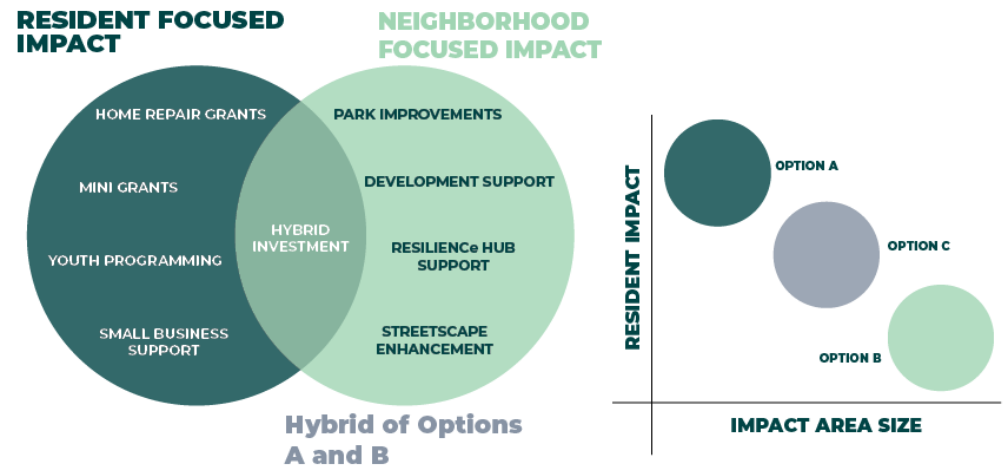 RESIDENT FOCUSED
IMPACT
NEIGHBORHOOD
FOCUSED IMPACT
HOME REPAIR GRANTS
MINI GRANTS
YOUTH PROGRAMMING
SMALL BUSINESS
SUPPORT
HYBRID
INVESTMENT
PARK IMPROVEMENTS
DEVELOPMENT SUPPORT
RESILIENCe HUB
SUPPORT
STREETSCAPE
ENHANCEMENT
Hybrid of Options
A and B
RESIDENT IMPACT
OPTION A
OPTION C
OPTION B
IMPACT AREA SIZE